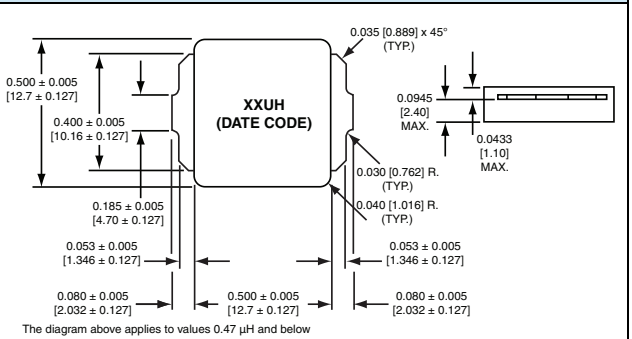 0.035 [0.889] x 45°
(TYP.)
0.500 ± 0.005
[12.7 ± 0.127]
0.400 ± 0.005
[10.16 ± 0.127]
XXUH
(DATE CODE)
0.0945
[2.40]
MAX.
0.0433
[1.10]
MAX.
0.030 [0.762] R.
(TYP.)
0.185 ± 0.005
[4.70 ± 0.127]
0.040 [1.016] R.
(TYP.)
0.053 ± 0.005
[1.346 ± 0.127]
0.053 ± 0.005
[1.346 ± 0.127]
0.080 ± 0.005
[2.032 ± 0.127]
0.500 ± 0.005
[12.7 ± 0.127]
0.080 ± 0.005
[2.032 ± 0.127]
The diagram above applies to values 0.47 µH and below